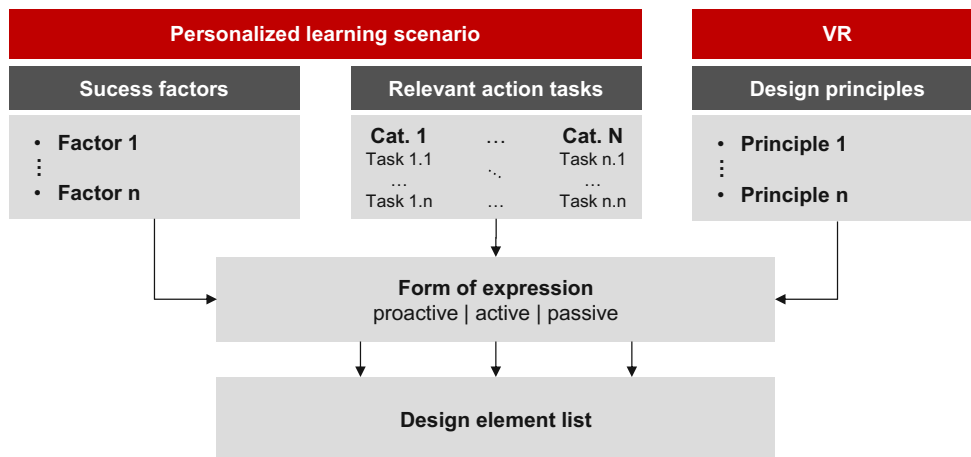 Personalized learning scenario
VR
Sucess factors
Relevant action tasks
Design principles
• Factor 1
⋮
• Factor n
Cat. 1 … Cat. N
Task 1.1 ⋱ Task n.1
… …
Task 1.n … Task n.n
• Principle 1
⋮
• Principle n
Form of expression
proactive | active | passive
Design element list